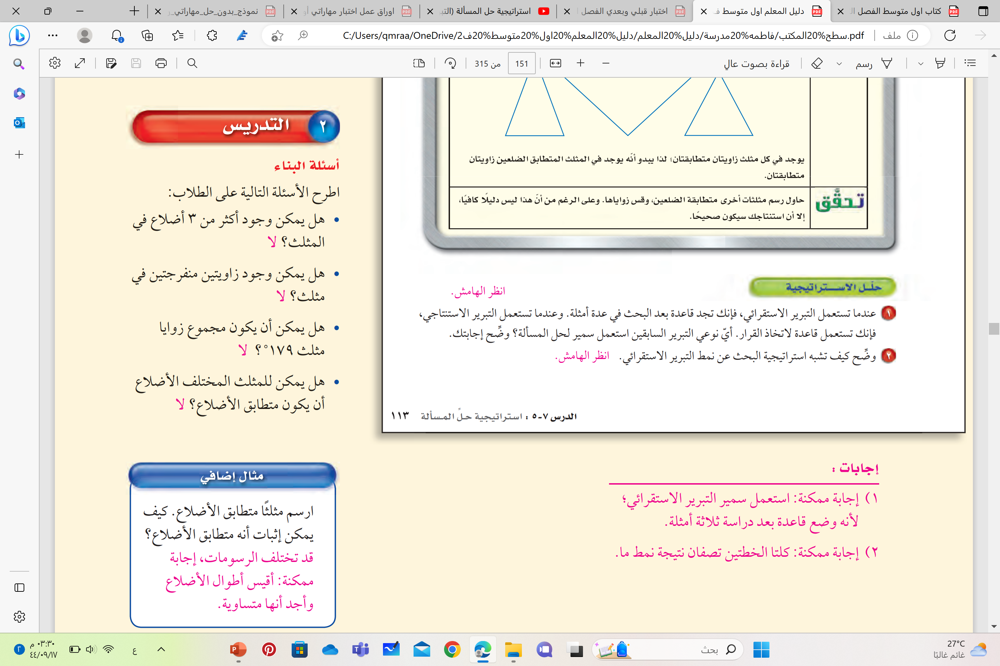 كتاب اول متوسط الفصل الـ
دليل المعلم اول متوسط ف
اختبار قبلي وبعدي الفصل ا
استراتيجية حل المسألة (التبر
اوراق عمل اختبار مهاراتي أو
نموذج_بدون_حل_مهاراتي_ر
ملف
C:/Users/qmraa/OneDrive/سطح%20المكتب/فاطمه%20مدرسة/دليل%20المعلم/دليل%20المعلم%20اول%20متوسط%20ف2.pdf
رسم
قراءة بصوت عالٍ
151
من 315
يوجد في كل مثلث زاويتان متطابقتان؛ لذا يبدو أنّه يوجد في المثلث المتطابق الضلعين زاويتان
متطابقتان.
تحقَّق
حاول رسم مثلثات أخرى متطابقة الضلعين، وقس زواياها. وعلى الرغم من أنّ هذا ليس دليلًا كافيًا،
إلا أن استنتاجك سيكون صحيحًا.
حلّل الاستراتيجية
انظر الهامش.
١ عندما تستعمل التبرير الاستقرائي، فإنك تجد قاعدة بعد البحث في عدة أمثلة. وعندما تستعمل التبرير الاستنتاجي،
فإنك تستعمل قاعدة لاتخاذ القرار. أيّ نوعي التبرير السابقين استعمل سمير لحل المسألة؟ وضِّح إجابتك.
٢ وضِّح كيف تشبه استراتيجية البحث عن نمط التبرير الاستقرائي. انظر الهامش.
الدرس ٧-٥ : استراتيجية حلّ المسألة ١١٣
إجابات :
١) إجابة ممكنة: استعمل سمير التبرير الاستقرائي؛
لأنه وضع قاعدة بعد دراسة ثلاثة أمثلة.
٢) إجابة ممكنة: كلتا الخطتين تصفان نتيجة نمط ما.
٢ التدريس
أسئلة البناء
اطرح الأسئلة التالية على الطلاب:
• هل يمكن وجود أكثر من ٣ أضلاع في
المثلث؟ لا
• هل يمكن وجود زاويتين منفرجتين في
مثلث؟ لا
• هل يمكن أن يكون مجموع زوايا
مثلث ١٧٩°؟ لا
• هل يمكن للمثلث المختلف الأضلاع
أن يكون متطابق الأضلاع؟ لا
مثال إضافي
ارسم مثلثًا متطابق الأضلاع. كيف
يمكن إثبات أنه متطابق الأضلاع؟
قد تختلف الرسومات، إجابة
ممكنة: أقيس أطوال الأضلاع
وأجد أنها متساوية.
27°C
غائم غالبًا
بحث
ع
٠٣:٣٠ م
٤٤/٠٩/١٧
٢